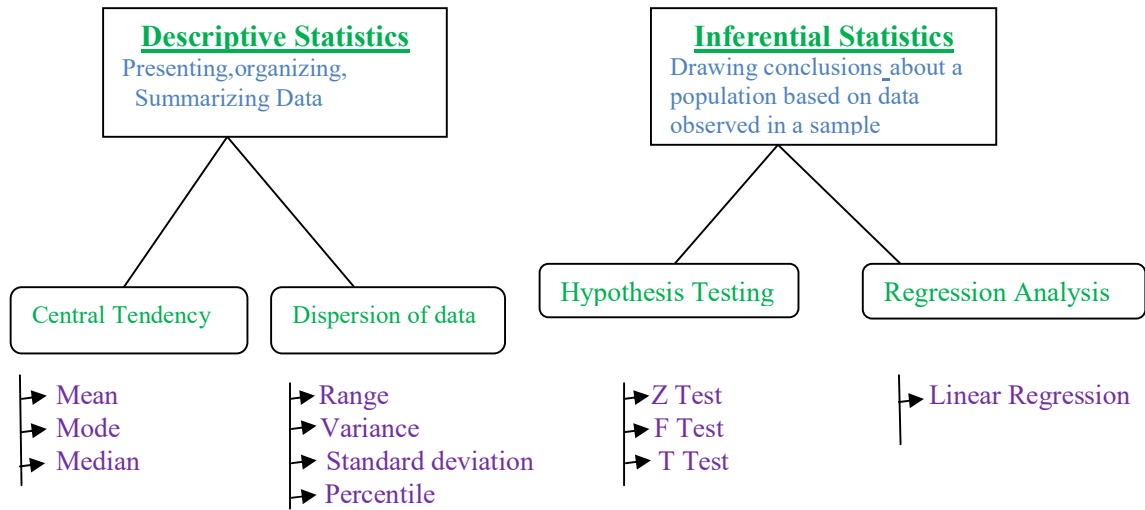 Descriptive Statistics
Presenting,organizing,
Summarizing Data
Inferential Statistics
Drawing conclusions about a
population based on data
observed in a sample
Central Tendency
Dispersion of data
Hypothesis Testing
Regression Analysis
Mean
Mode
Median
Range
Variance
Standard deviation
Percentile
Z Test
F Test
T Test
Linear Regression